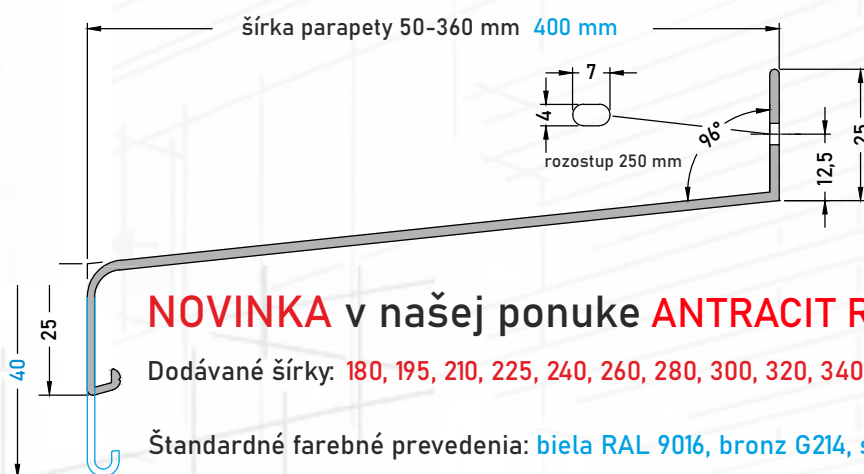 šírka parapety 50-360 mm 400 mm
7
4
96°
25
rozostup 250 mm
12,5
25
40
NOVINKA v našej ponuke ANTRACIT R
Dodávané šírky: 180, 195, 210, 225, 240, 260, 280, 300, 320, 340
Štandardné farebné prevedenia: biela RAL 9016, bronz G214, s